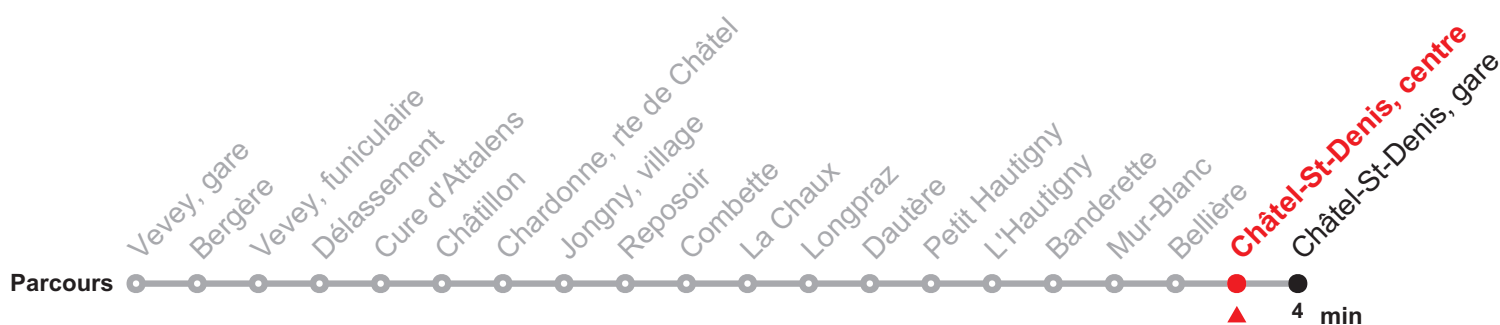 Vevey, gare
Bergère
Vevey, funiculaire
Délassement
Cure d'Attalens
Châtillon
Chardonne, rte de Châtel
Jongny, village
Reposoir
Combette
La Chaux
Longpraz
Dautère
Petit Hautigny
L'Hautigny
Banderette
Mur-Blanc
Bellière
Châtel-St-Denis, centre
Châtel-St-Denis, gare
Parcours
4 min